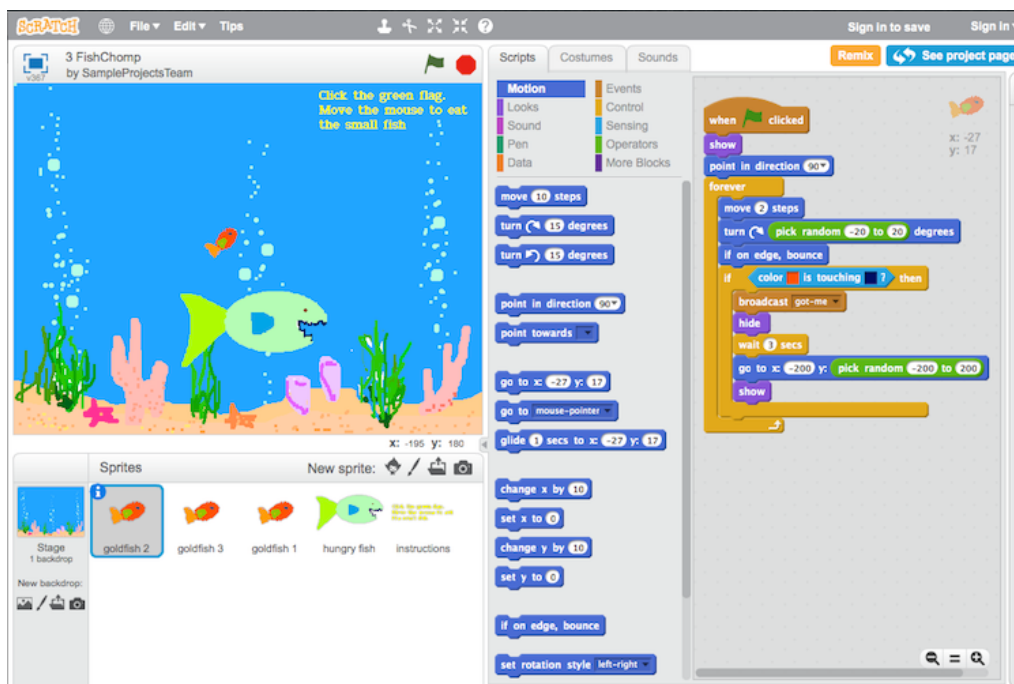 SCRATCH File▼ Edit▼ Tips Sign in to save Sign in▼
v367
3 FishChomp
by SampleProjectsTeam
Click the green flag.
Move the mouse to eat
the small fish
x: -195 y: 180
Sprites New sprite:
Stage
1 backdrop
New backdrop:
goldfish 2 goldfish 3 goldfish 1 hungry fish instructions
Scripts Costumes Sounds
Remix See project page
Motion Events
Looks Control
Sound Sensing
Pen Operators
Data More Blocks
move 10 steps
turn 15 degrees
turn 15 degrees
point in direction 90▼
point towards
go to x: -27 y: 17
go to mouse-pointer
glide 1 secs to x: -27 y: 17
change x by 10
set x to 0
change y by 10
set y to 0
if on edge, bounce
set rotation style left-right
when clicked
show
point in direction 90▼
forever
move 2 steps
turn pick random -20 to 20 degrees
if on edge, bounce
if color is touching ? then
broadcast got-me
hide
wait secs
go to x: -200 y: pick random -200 to 200
show
x: -27
y: 17